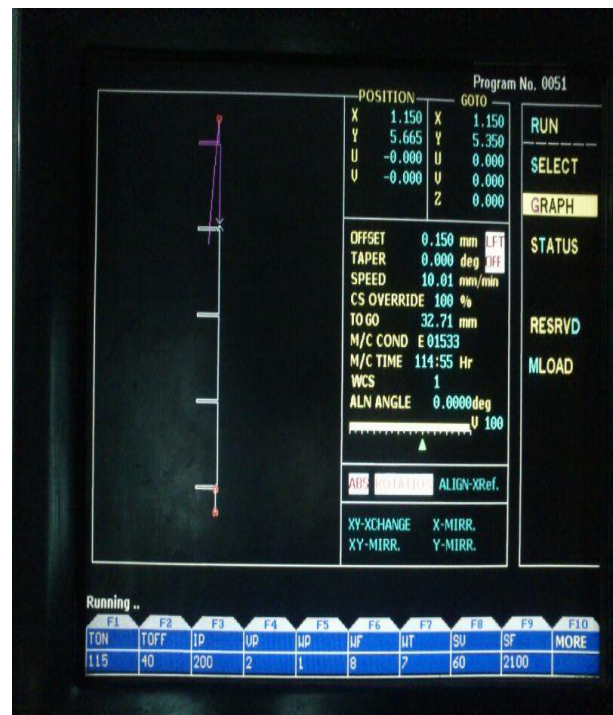 Program No. 0051
POSITION GOTO
X 1.150 X 1.150
Y 5.665 Y 5.350
U -0.000 U 0.000
V -0.000 V 0.000
Z 0.000
RUN
SELECT
GRAPH
STATUS
RESRVD
MLOAD
OFFSET 0.150 mm LFT
TAPER 0.000 deg OFF
SPEED 10.01 mm/min
CS OVERRIDE 100 %
TO GO 32.71 mm
M/C COND E 01533
M/C TIME 114:55 Hr
WCS 1
ALN ANGLE 0.0000deg
V 100
ABS ROTATION ALIGN-XRef.
XY-XCHANGE X-MIRR.
XY-MIRR. Y-MIRR.
Running ..
F1 F2 F3 F4 F5 F6 F7 F8 F9 F10
TON TOFF IP VP WP WF WT SV SF MORE
115 40 200 2 1 8 7 60 2100